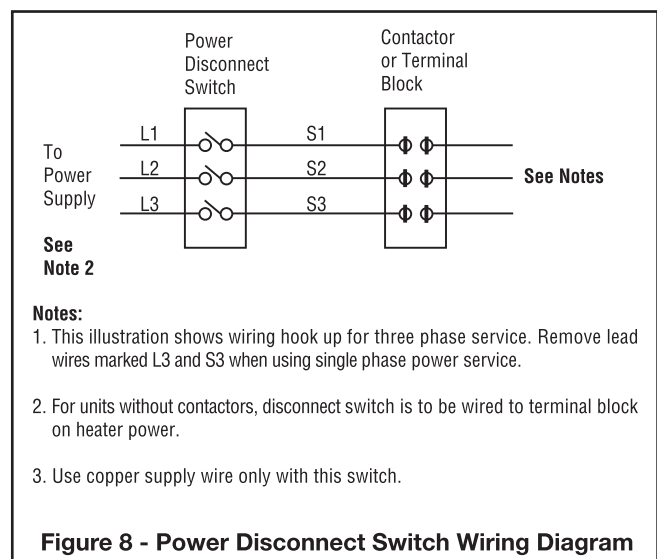 Power
Disconnect
Switch
Contactor
or Terminal
Block
To
Power
Supply
L1
S1
L2
S2
See Notes
L3
S3
See
Note 2
Notes:
1. This illustration shows wiring hook up for three phase service. Remove lead
wires marked L3 and S3 when using single phase power service.
2. For units without contactors, disconnect switch is to be wired to terminal block
on heater power.
3. Use copper supply wire only with this switch.
Figure 8 - Power Disconnect Switch Wiring Diagram